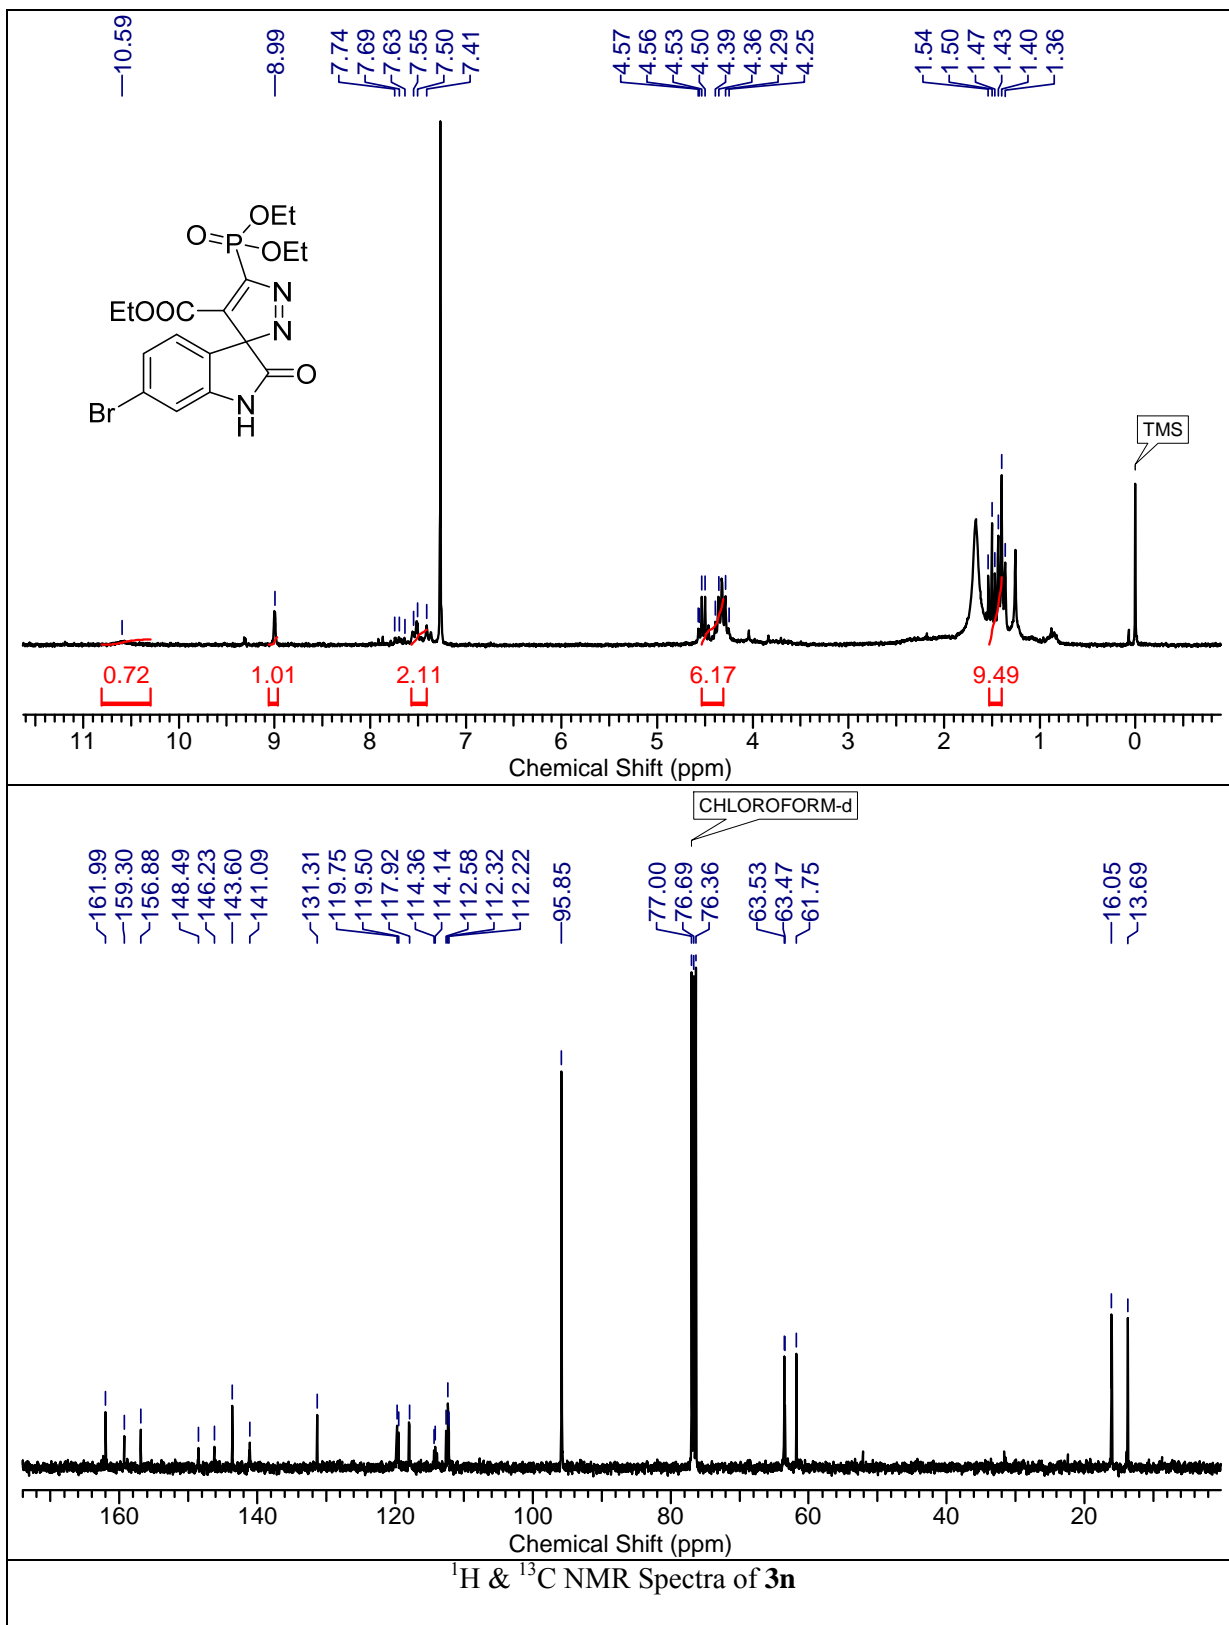 10.59
8.99
7.74
7.69
7.63
7.55
7.50
7.41
4.57
4.56
4.53
4.50
4.39
4.36
4.29
4.25
1.54
1.50
1.47
1.43
1.40
1.36
OEt
O
P
OEt
N
EtOOC
N
O
Br
N
H
TMS
0.72 1.01 2.11 6.17 9.49
11 10 9 8 7 6 5 4 3 2 1 0
Chemical Shift (ppm)
CHLOROFORM-d
161.99
159.30
156.88
148.49
146.23
143.60
141.09
131.31
119.75
119.50
117.92
114.36
114.14
112.58
112.32
112.22
95.85
77.00
76.69
76.36
63.53
63.47
61.75
16.05
13.69
160 140 120 100 80 60 40 20
Chemical Shift (ppm)
¹H & ¹³C NMR Spectra of 3n